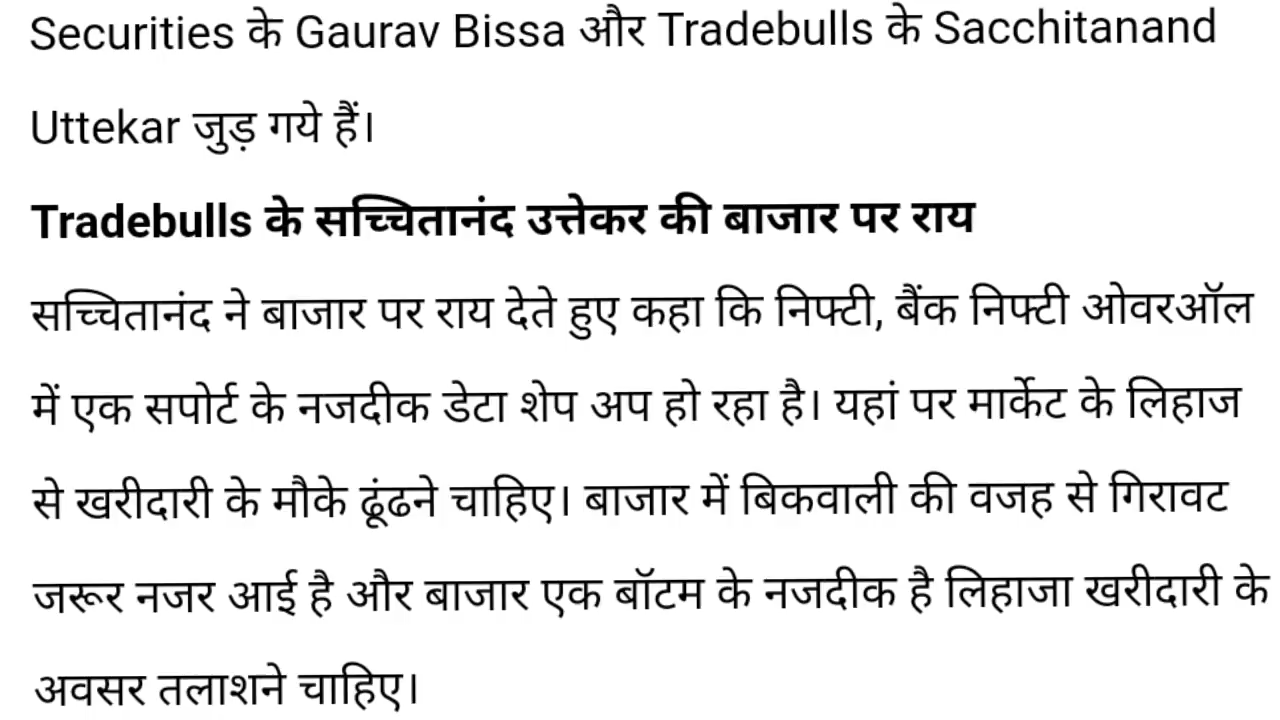 Securities के Gaurav Bissa और Tradebulls के Sacchitanand
Uttekar जुड़ गये हैं।
Tradebulls के सच्चितानंद उत्तेकर की बाजार पर राय
सच्चितानंद ने बाजार पर राय देते हुए कहा कि निफ्टी, बैंक निफ्टी ओवरऑल
में एक सपोर्ट के नजदीक डेटा शेप अप हो रहा है। यहां पर मार्केट के लिहाज
से खरीदारी के मौके ढूंढने चाहिए। बाजार में बिकवाली की वजह से गिरावट
जरूर नजर आई है और बाजार एक बॉटम के नजदीक है लिहाजा खरीदारी के
अवसर तलाशने चाहिए।